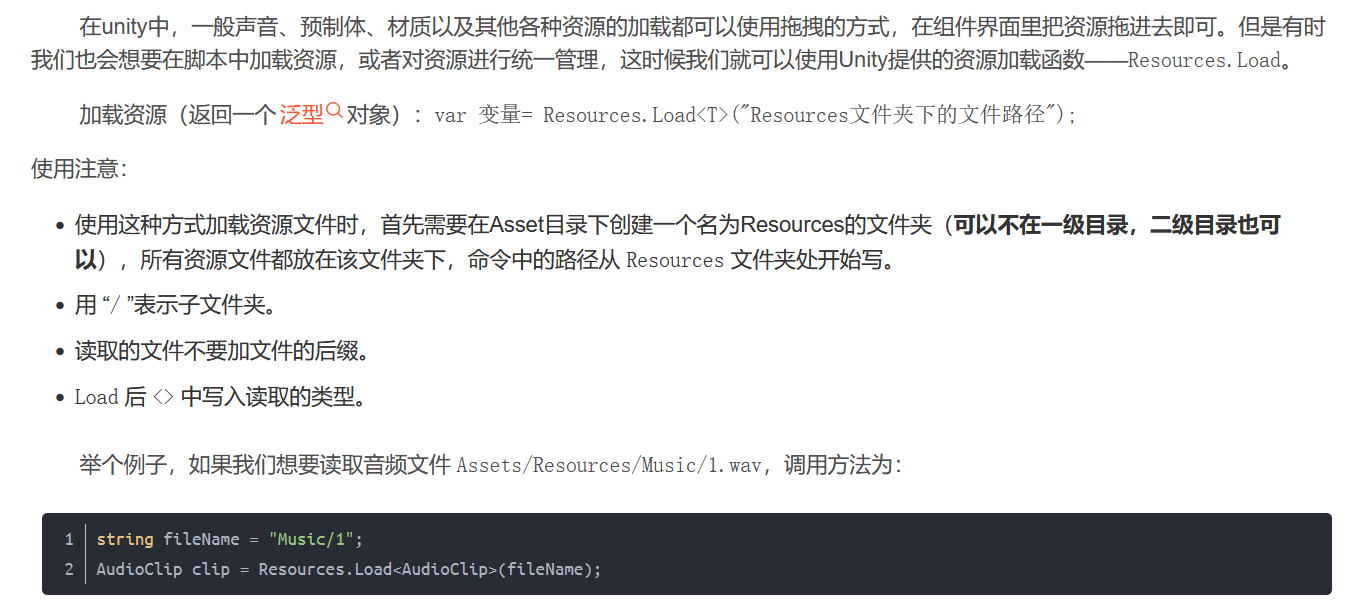 在unity中，一般声音、预制体、材质以及其他各种资源的加载都可以使用拖拽的方式，在组件界面里把资源拖进去即可。但是有时
我们也会想要在脚本中加载资源，或者对资源进行统一管理，这时候我们就可以使用Unity提供的资源加载函数——Resources.Load。
加载资源（返回一个 泛型 对象）：var 变量= Resources.Load<T>("Resources文件夹下的文件路径");
使用注意：
• 使用这种方式加载资源文件时，首先需要在Asset目录下创建一个名为Resources的文件夹（可以不在一级目录，二级目录也可
以），所有资源文件都放在该文件夹下，命令中的路径从 Resources 文件夹处开始写。
• 用 “/ ”表示子文件夹。
• 读取的文件不要加文件的后缀。
• Load 后 <> 中写入读取的类型。
举个例子，如果我们想要读取音频文件 Assets/Resources/Music/1.wav，调用方法为：
1 string fileName = "Music/1";
2 AudioClip clip = Resources.Load<AudioClip>(fileName);